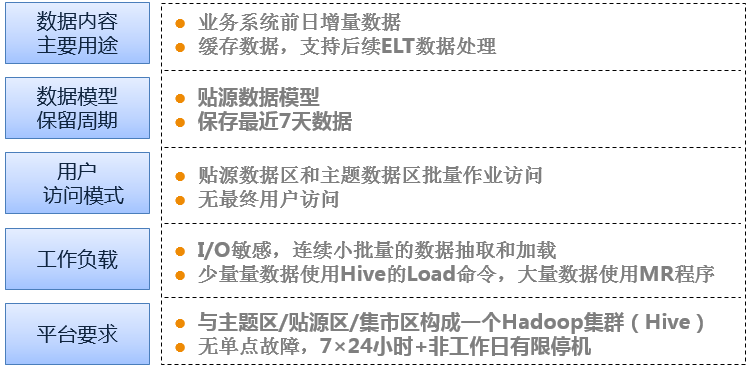 数据内容
主要用途
业务系统前日增量数据
缓存数据，支持后续ELT数据处理
数据模型
保留周期
贴源数据模型
保存最近7天数据
用户
访问模式
贴源数据区和主题数据区批量作业访问
无最终用户访问
工作负载
I/O敏感，连续小批量的数据抽取和加载
少量量数据使用Hive的Load命令，大量数据使用MR程序
平台要求
与主题区/贴源区/集市区构成一个Hadoop集群（Hive）
无单点故障，7×24小时+非工作日有限停机